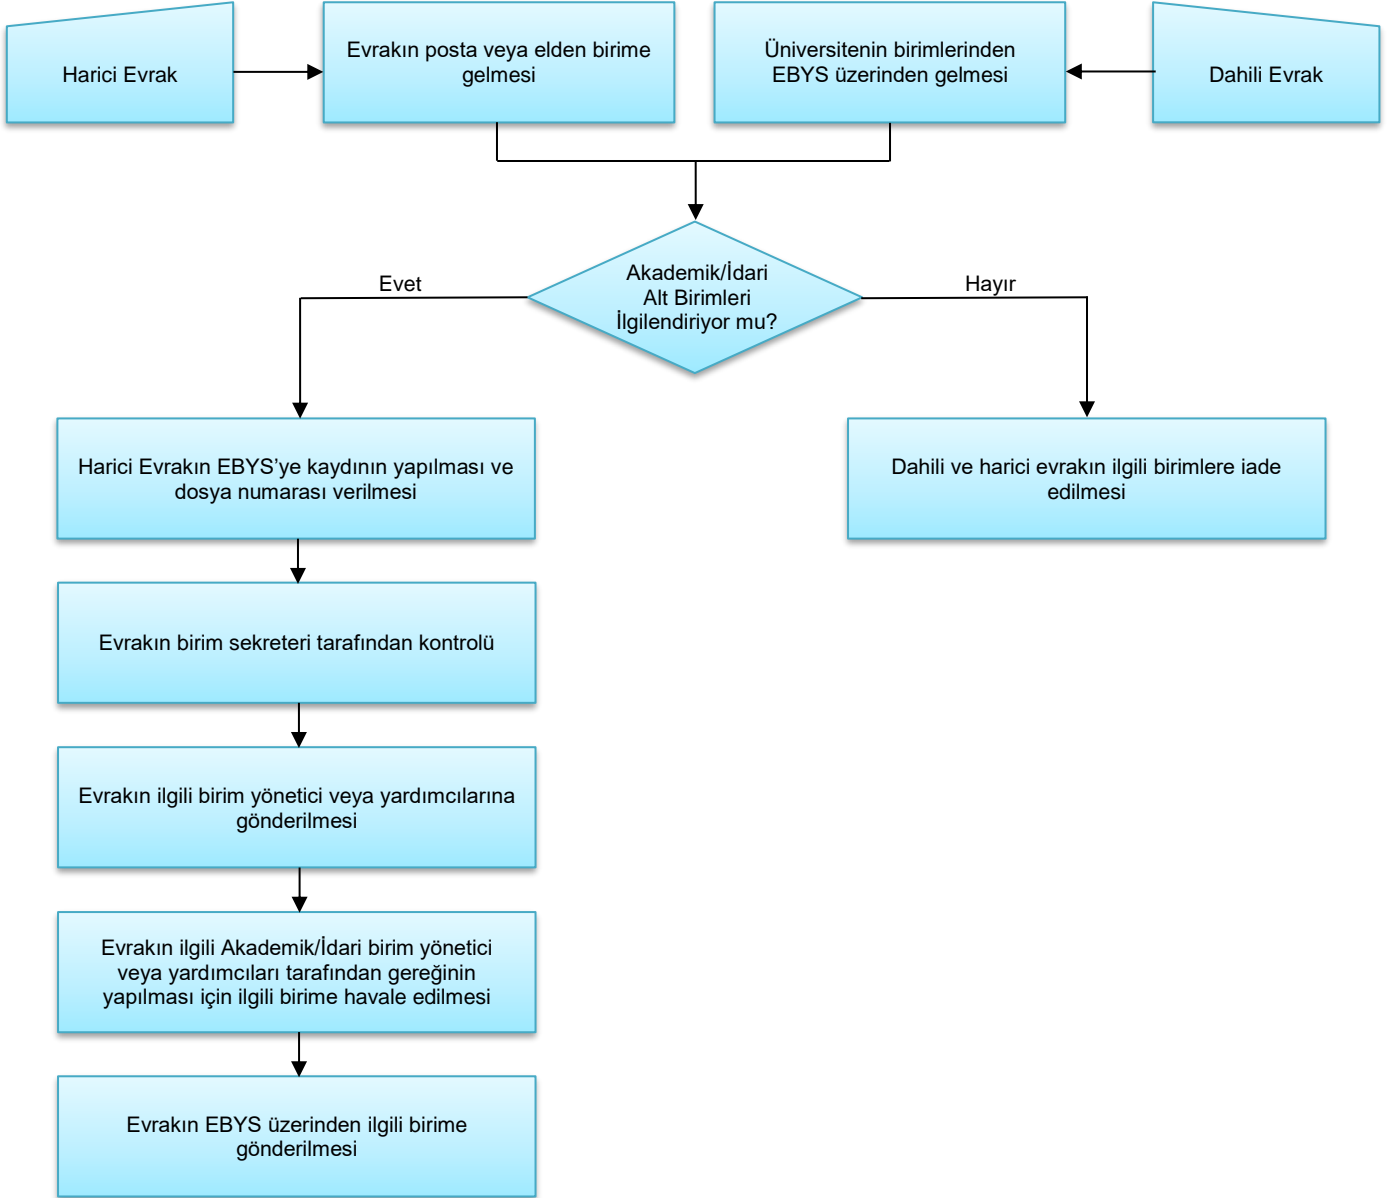 Harici Evrak
Evrakın posta veya elden birime
gelmesi
Üniversitenin birimlerinden
EBYS üzerinden gelmesi
Dahili Evrak
Akademik/İdari
Alt Birimleri
İlgilendiriyor mu?
Evet
Hayır
Harici Evrakın EBYS’ye kaydının yapılması ve
dosya numarası verilmesi
Dahili ve harici evrakın ilgili birimlere iade
edilmesi
Evrakın birim sekreteri tarafından kontrolü
Evrakın ilgili birim yönetici veya yardımcılarına
gönderilmesi
Evrakın ilgili Akademik/İdari birim yönetici
veya yardımcıları tarafından gereğinin
yapılması için ilgili birime havale edilmesi
Evrakın EBYS üzerinden ilgili birime
gönderilmesi